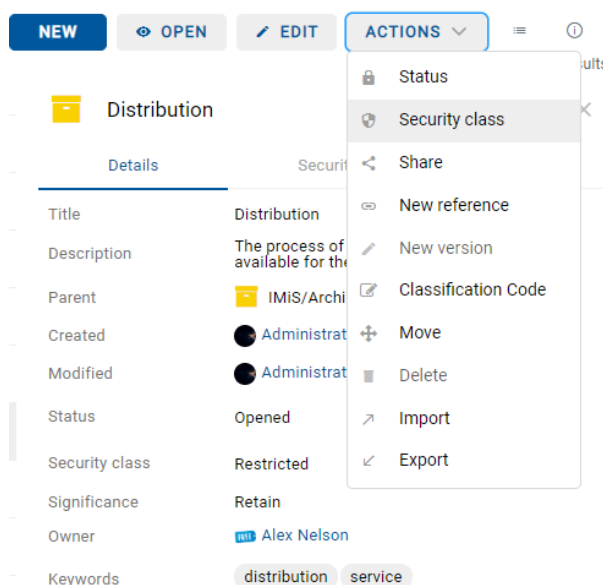 NEW OPEN EDIT ACTIONS
Status
Distribution
Security class
Details Securit
Share
Title Distribution
New reference
Description The process of
available for the
New version
Parent IMiS/Archi
Classification Code
Created Administrat
Move
Modified Administrat
Delete
Status Opened
Import
Security class Restricted
Export
Significance Retain
Owner Alex Nelson
Keywords distribution service